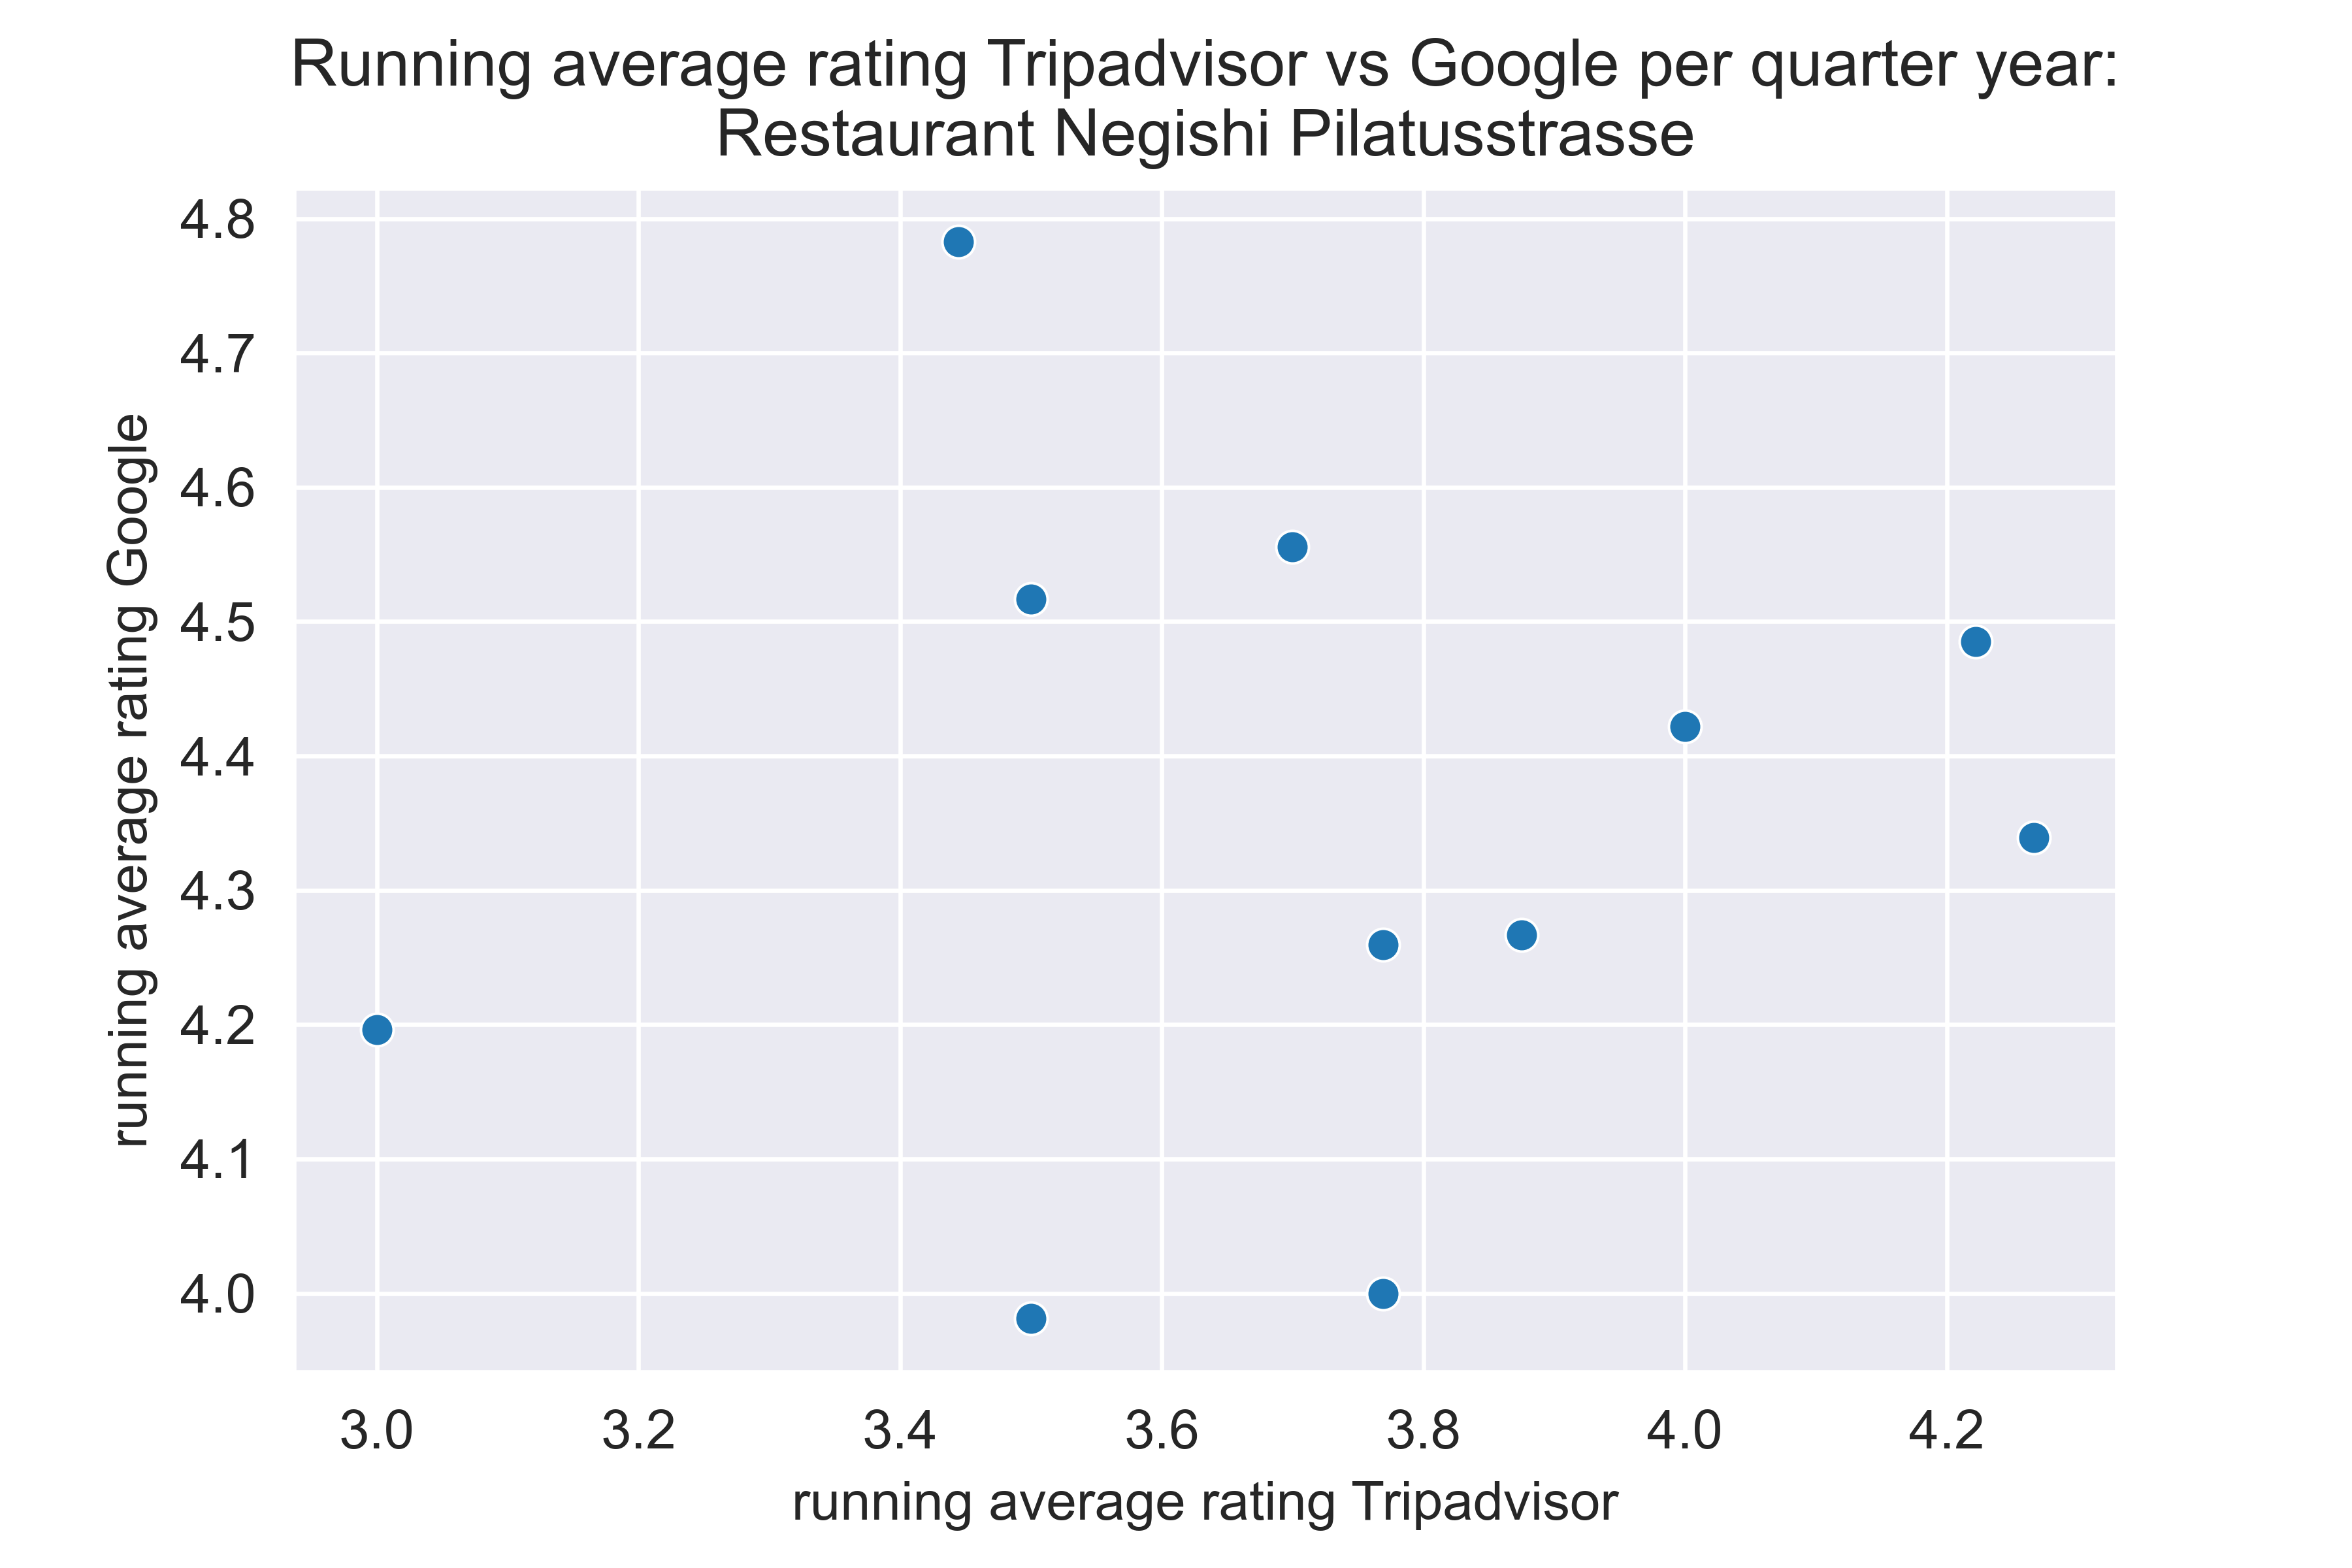 Running average rating Tripadvisor vs Google per quarter year:
Restaurant Negishi Pilatusstrasse
4.8
4.7
4.6
4.5
4.4
4.3
4.2
4.1
4.0
running average rating Google
3.0 3.2 3.4 3.6 3.8 4.0 4.2
running average rating Tripadvisor